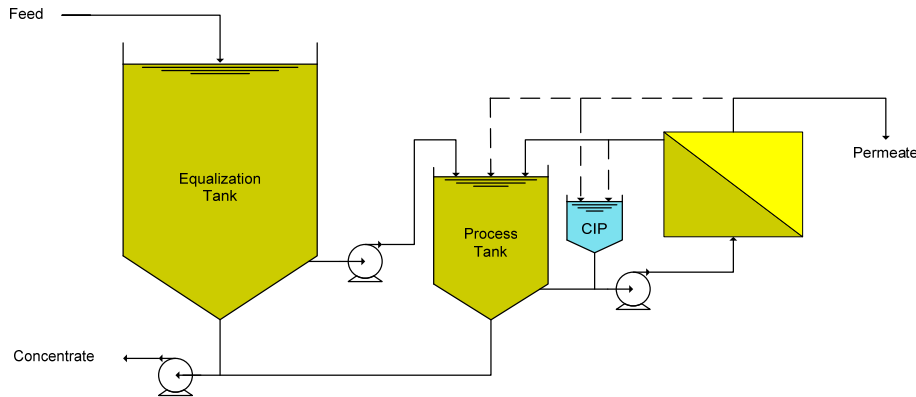 Feed
Permeate
Equalization
Tank
Process
Tank
CIP
Concentrate